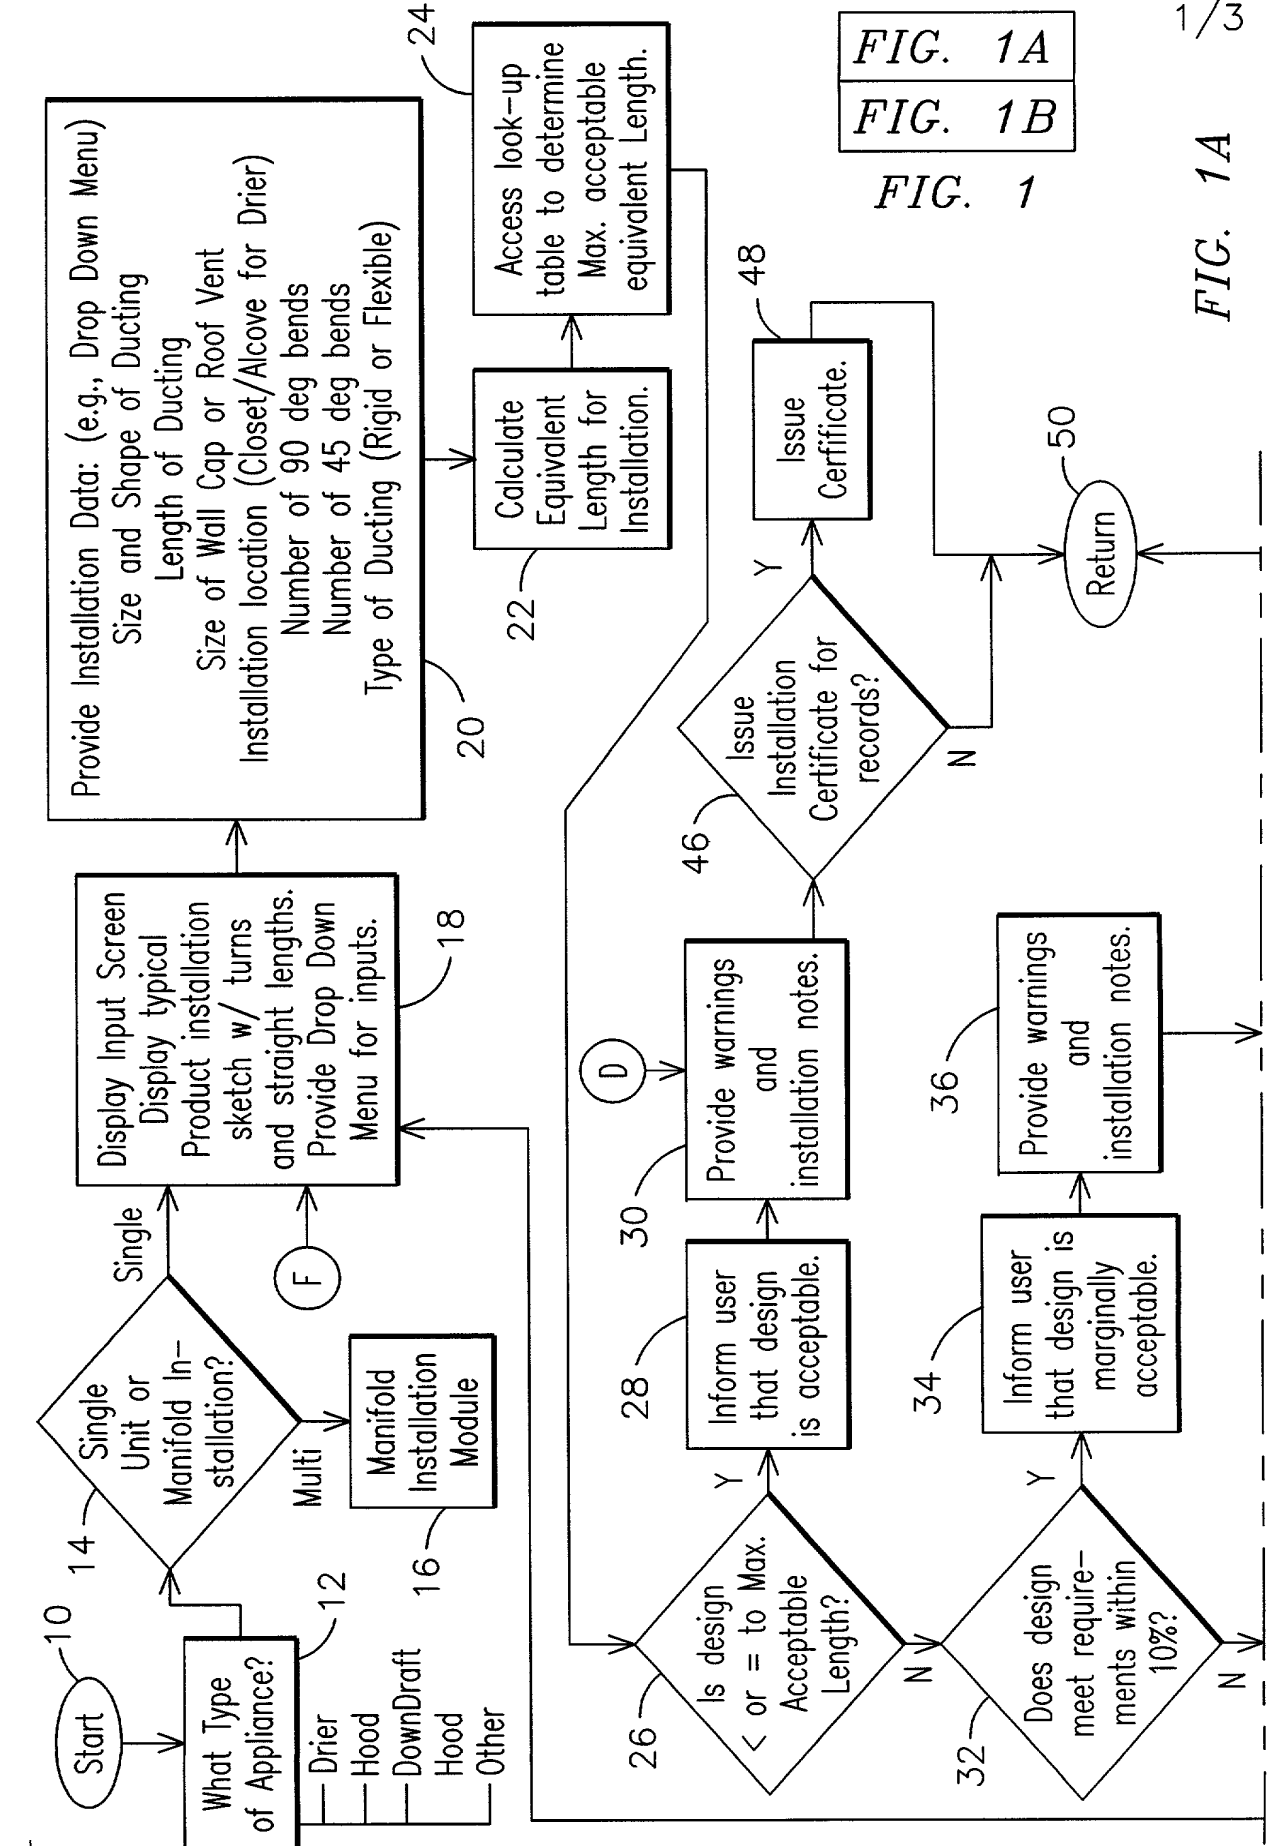 1/3
FIG. 1A
FIG. 1B
FIG. 1
FIG. 1A
10
Start
12
What Type
of Appliance?
Drier
Hood
DownDraft
Hood
Other
14
Single
Unit or
Manifold In-
stallation?
Single
Multi
16
Manifold
Installation
Module
F
18
Display Input Screen
Display typical
Product installation
sketch w/ turns
and straight lengths.
Provide Drop Down
Menu for inputs.
20
Provide Installation Data: (e.g., Drop Down Menu)
Size and Shape of Ducting
Length of Ducting
Size of Wall Cap or Roof Vent
Installation location (Closet/Alcove for Drier)
Number of 90 deg bends
Number of 45 deg bends
Type of Ducting (Rigid or Flexible)
22
Calculate
Equivalent
Length for
Installation.
24
Access look-up
table to determine
Max. acceptable
equivalent Length.
26
Is design
< or = to Max.
Acceptable
Length?
Y
N
28
Inform user
that design
is acceptable.
D
30
Provide warnings
and
installation notes.
46
Issue
Installation
Certificate for
records?
Y
N
48
Issue
Cerfificate.
50
Return
32
Does design
meet require-
ments within
10%?
Y
N
34
Inform user
that design is
marginally
acceptable.
36
Provide warnings
and
installation notes.